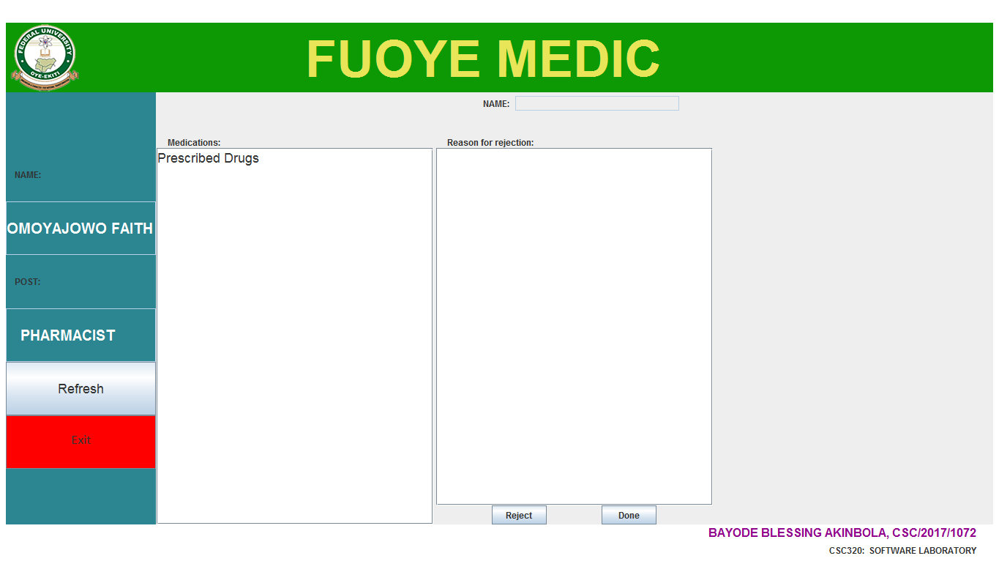 FEDERAL UNIVERSITY
OYE-EKITI
FUOYE MEDIC
NAME:
Medications:
Reason for rejection:
Prescribed Drugs
NAME:
OMOYAJOWO FAITH
POST:
PHARMACIST
Refresh
Exit
Reject
Done
BAYODE BLESSING AKINBOLA, CSC/2017/1072
CSC320: SOFTWARE LABORATORY